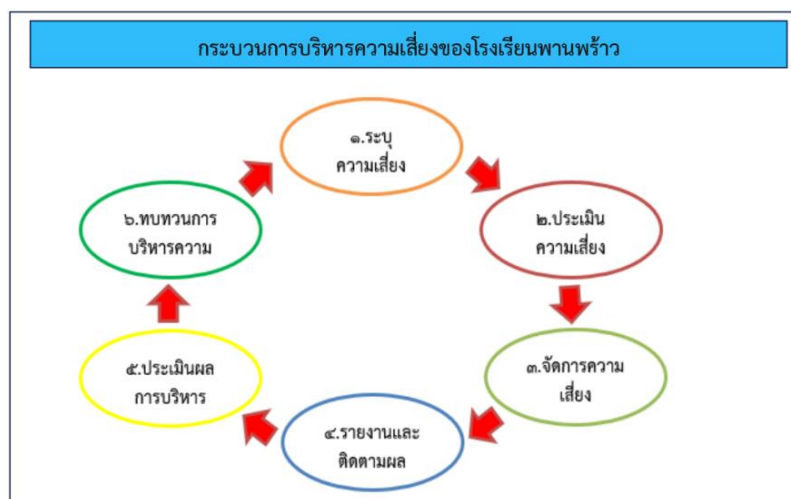 กระบวนการบริหารความเสี่ยงของโรงเรียนพานพร้าว
๑.ระบุ
ความเสี่ยง
๒.ประเมิน
ความเสี่ยง
๓.จัดการความ
เสี่ยง
๔.รายงานและ
ติดตามผล
๕.ประเมินผล
การบริหาร
๖.ทบทวนการ
บริหารความ